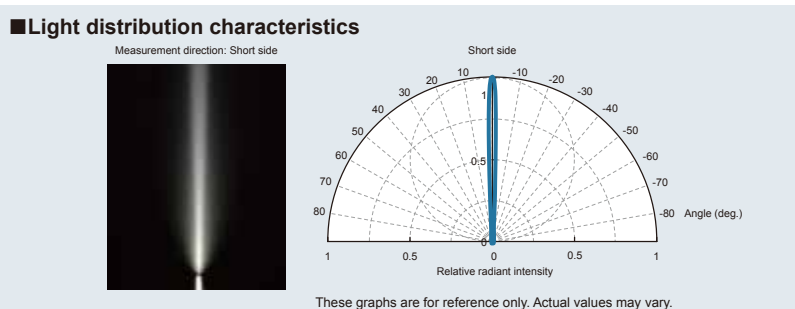 ■Light distribution characteristics
Measurement direction: Short side
Short side
10 -10
20 -20
30 -30
40 -40
50 -50
60 -60
70 -70
80 -80 Angle (deg.)
1
0.5
0
1 0.5 0 0.5 1
Relative radiant intensity
These graphs are for reference only. Actual values may vary.